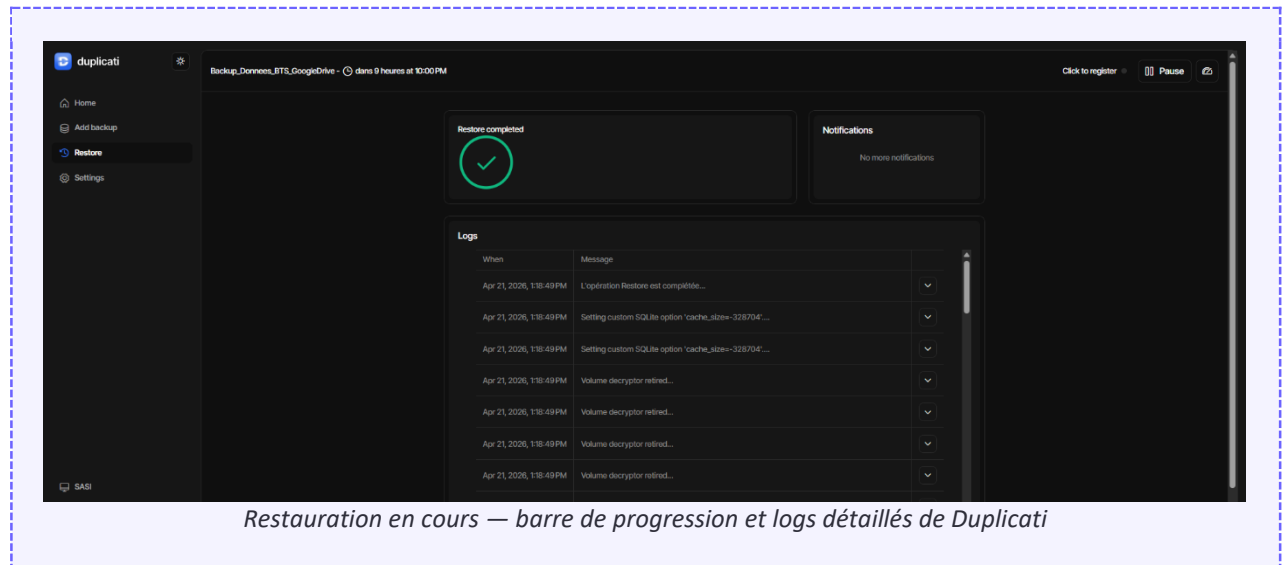 duplicati
Backup_Donnees_BTS_GoogleDrive - dans 9 heures at 10:00 PM
Click to register
Pause
Home
Add backup
Restore
Settings
Restore completed
Notifications
No more notifications
Logs
When Message
Apr 21, 2026, 1:18:49 PM L'opération Restore est complétée...
Apr 21, 2026, 1:18:49 PM Setting custom SQLite option 'cache_size=-328704'....
Apr 21, 2026, 1:18:49 PM Setting custom SQLite option 'cache_size=-328704'....
Apr 21, 2026, 1:18:49 PM Volume decryptor retired...
Apr 21, 2026, 1:18:49 PM Volume decryptor retired...
Apr 21, 2026, 1:18:49 PM Volume decryptor retired...
Apr 21, 2026, 1:18:49 PM Volume decryptor retired...
SASI
Restauration en cours — barre de progression et logs détaillés de Duplicati